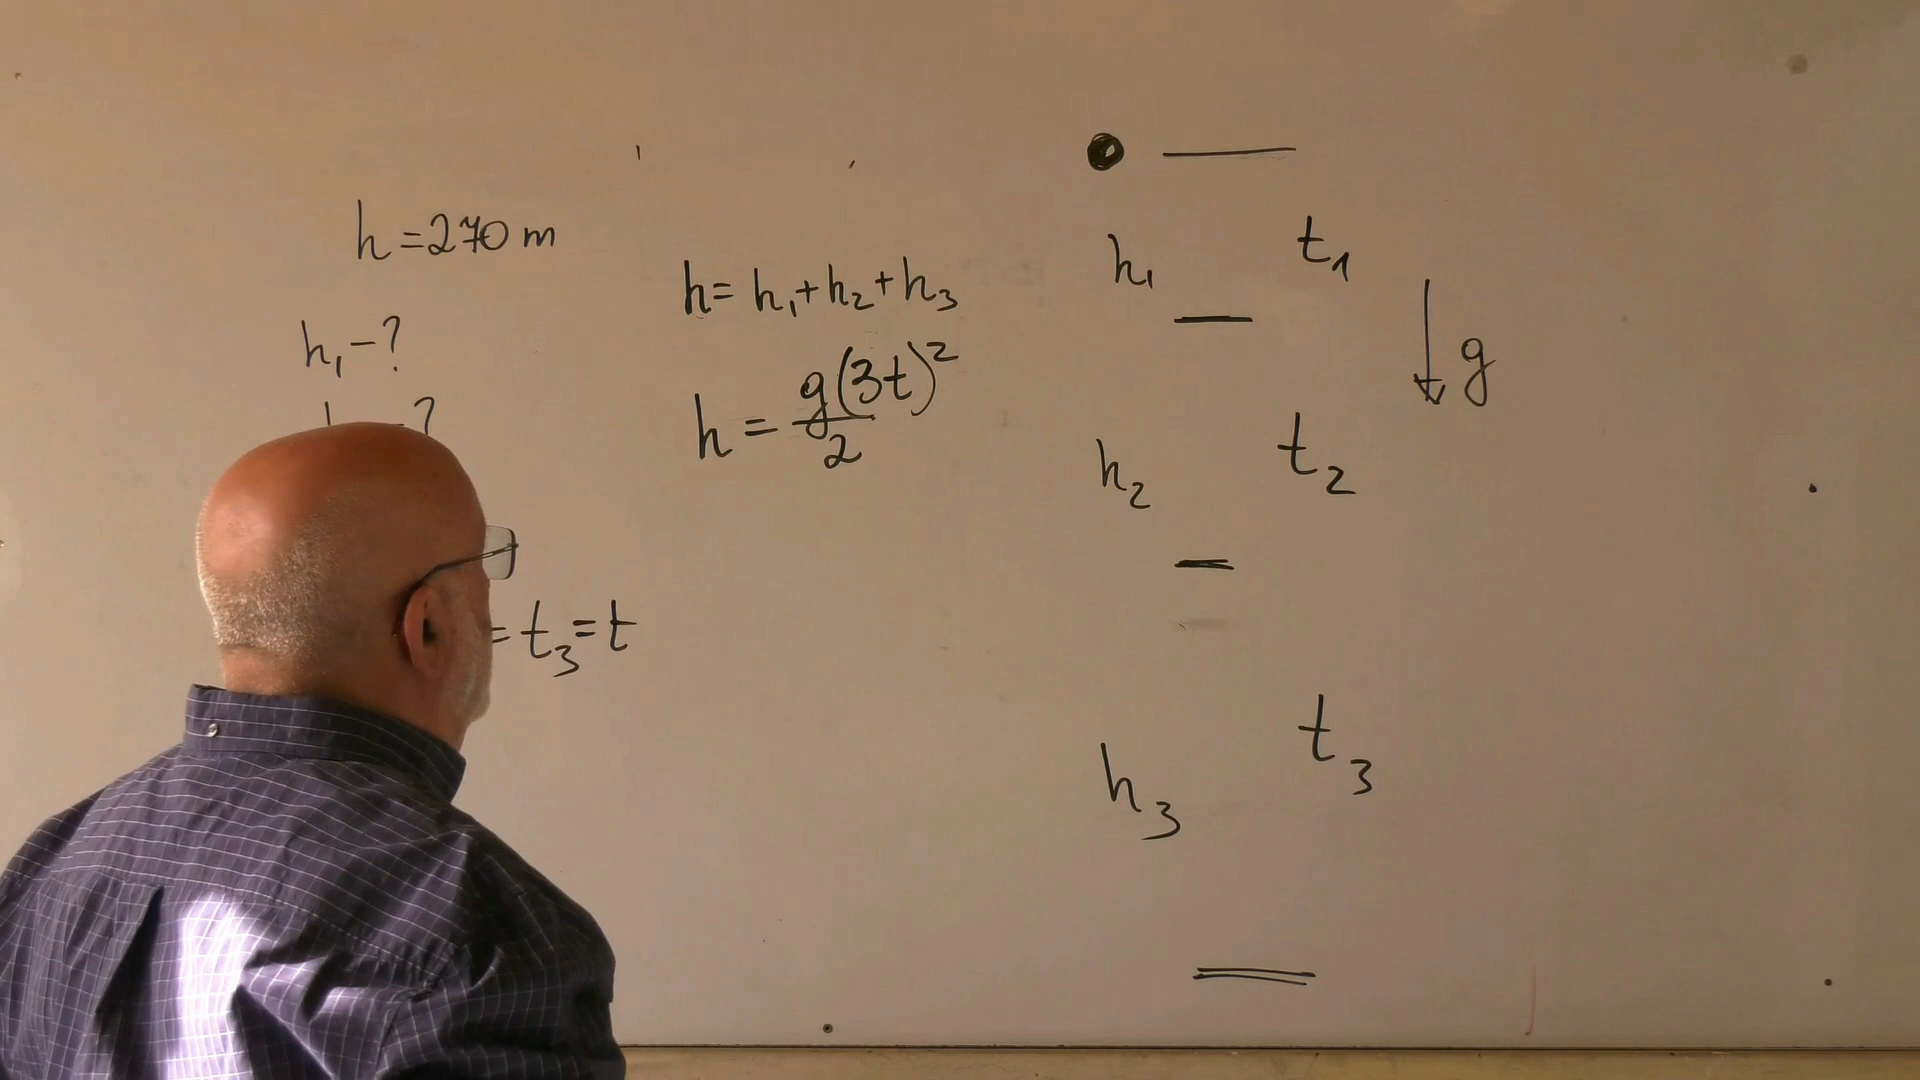 h = 270 m
h₁ - ?
- ?
= t₃ = t
h = h₁ + h₂ + h₃
h = g(3t)²/2
h₁ t₁
g
h₂ t₂
h₃ t₃